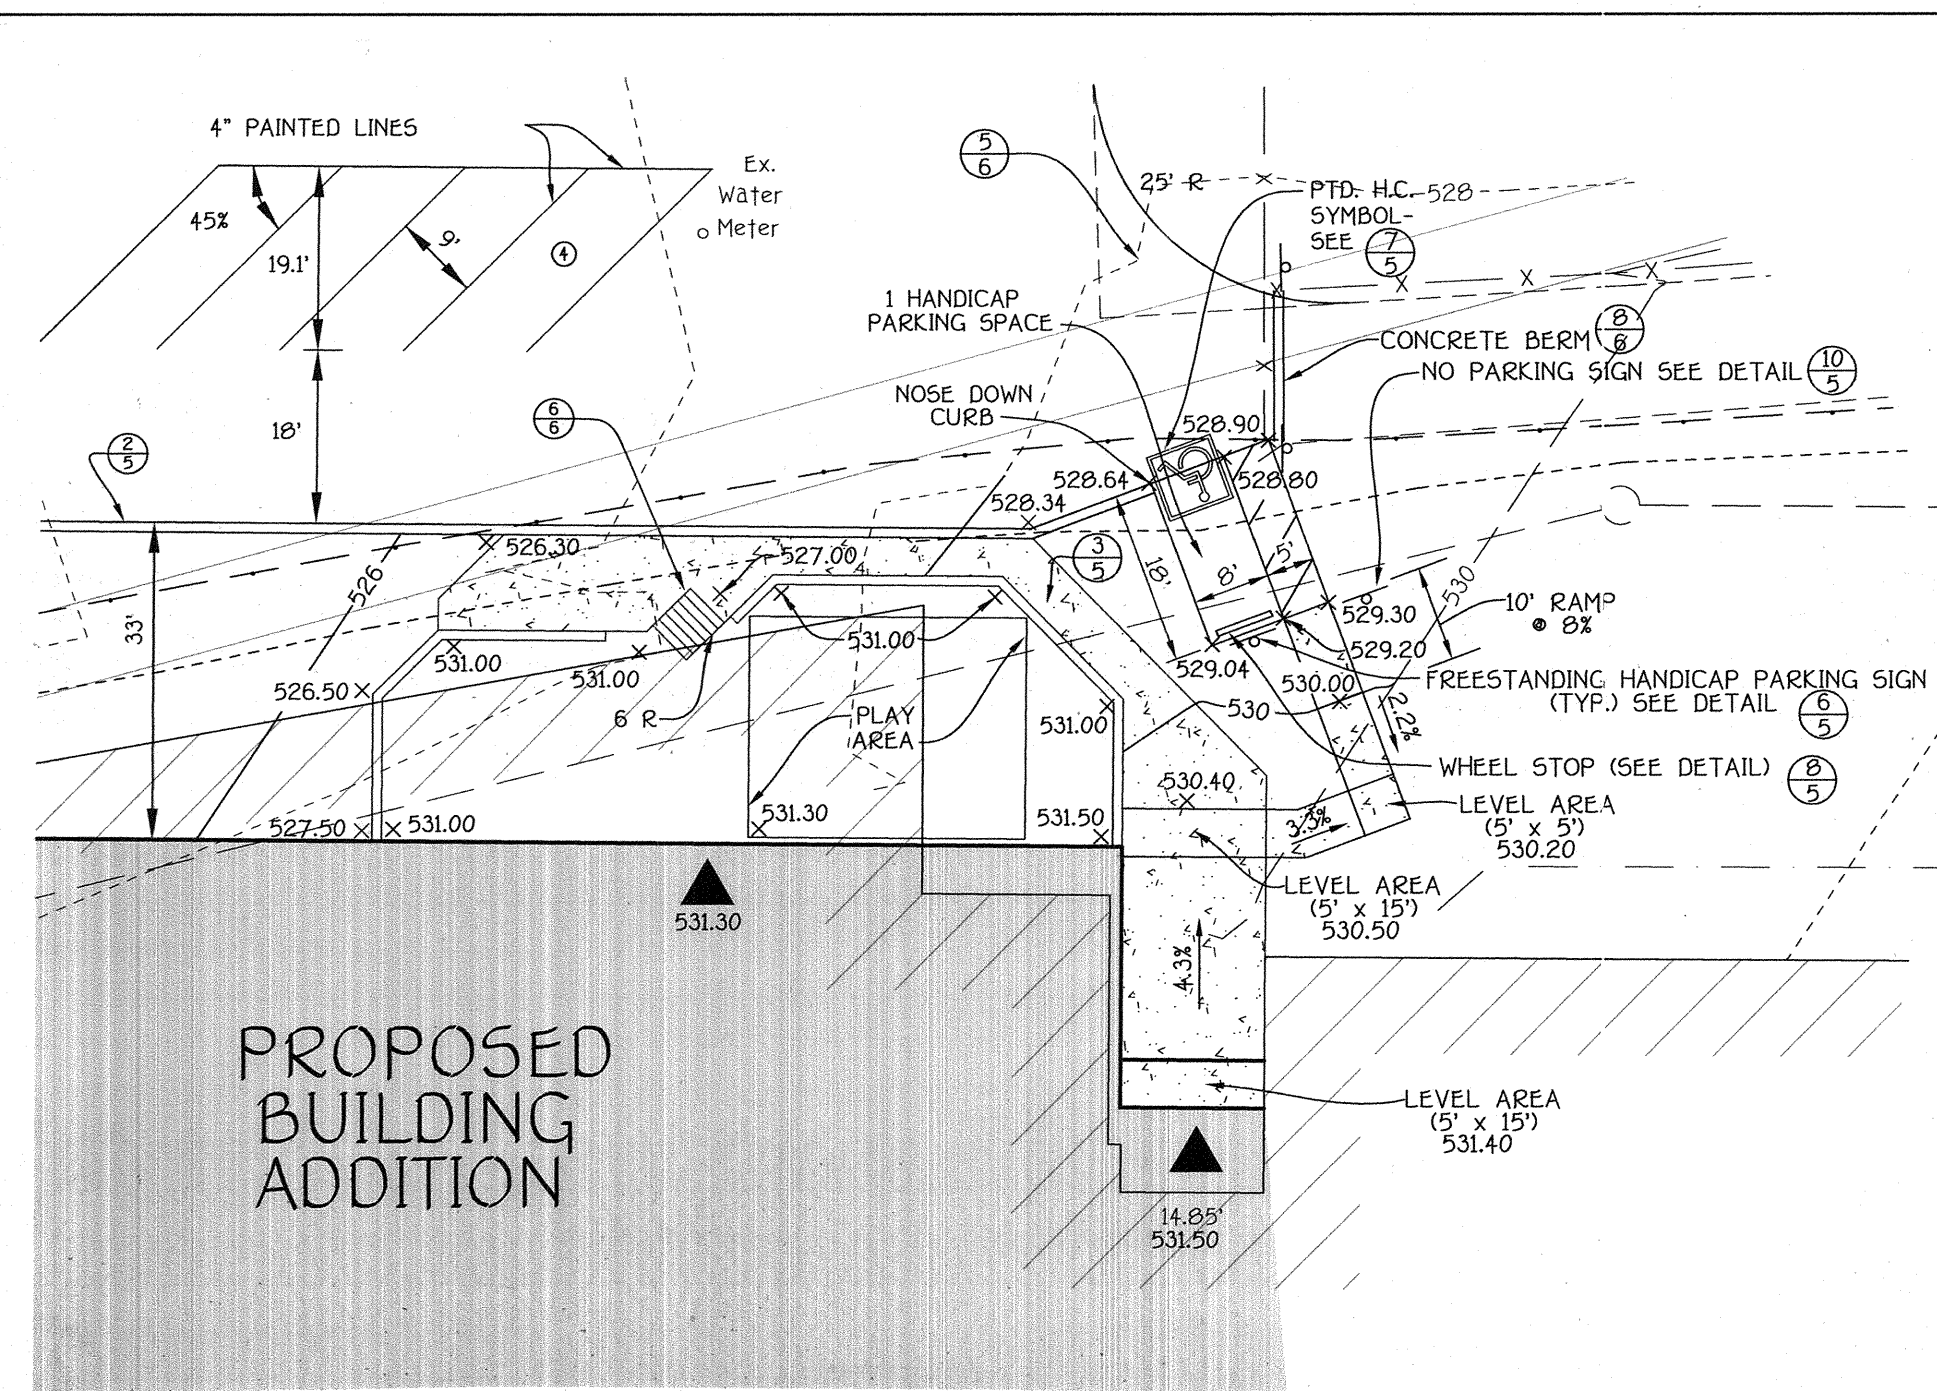 4" PAINTED LINES
Ex.
Water
Meter
45%
19.1'
9'
4
18'
2
5
6
6
5
6
25' R
PTD. H.C.
SYMBOL-
SEE
7
5
528
1 HANDICAP
PARKING SPACE
CONCRETE BERM
8
6
NO PARKING SIGN SEE DETAIL
10
5
NOSE DOWN
CURB
528.90
528.80
528.64
528.34
526.30
527.00
526
33'
3
5
18'
8'
5'
529.30
530
10' RAMP
@ 8%
529.20
529.04
530.00
FREESTANDING HANDICAP PARKING SIGN
(TYP.) SEE DETAIL
6
5
2.2%
531.00
531.00
531.00
526.50
6 R
PLAY
AREA
531.00
530
WHEEL STOP (SEE DETAIL)
8
5
530.40
LEVEL AREA
(5' x 5')
530.20
3.3%
527.50
531.00
531.30
531.50
LEVEL AREA
(5' x 15')
530.50
531.30
4.3%
PROPOSED
BUILDING
ADDITION
LEVEL AREA
(5' x 15')
531.40
14.85'
531.50